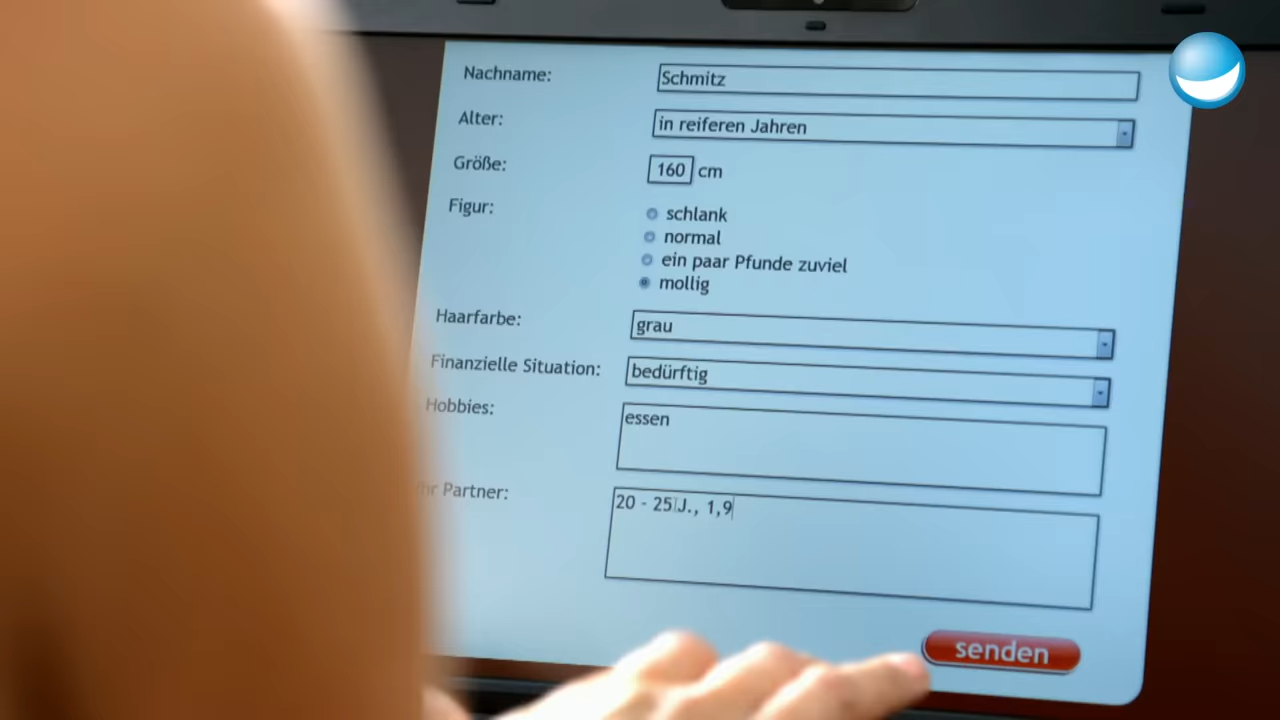 Nachname: Schmitz
Alter: in reiferen Jahren
Größe: 160 cm
Figur: schlank
normal
ein paar Pfunde zuviel
mollig
Haarfarbe: grau
Finanzielle Situation: bedürftig
Hobbies: essen
Partner: 20 - 25 J., 1,9
senden